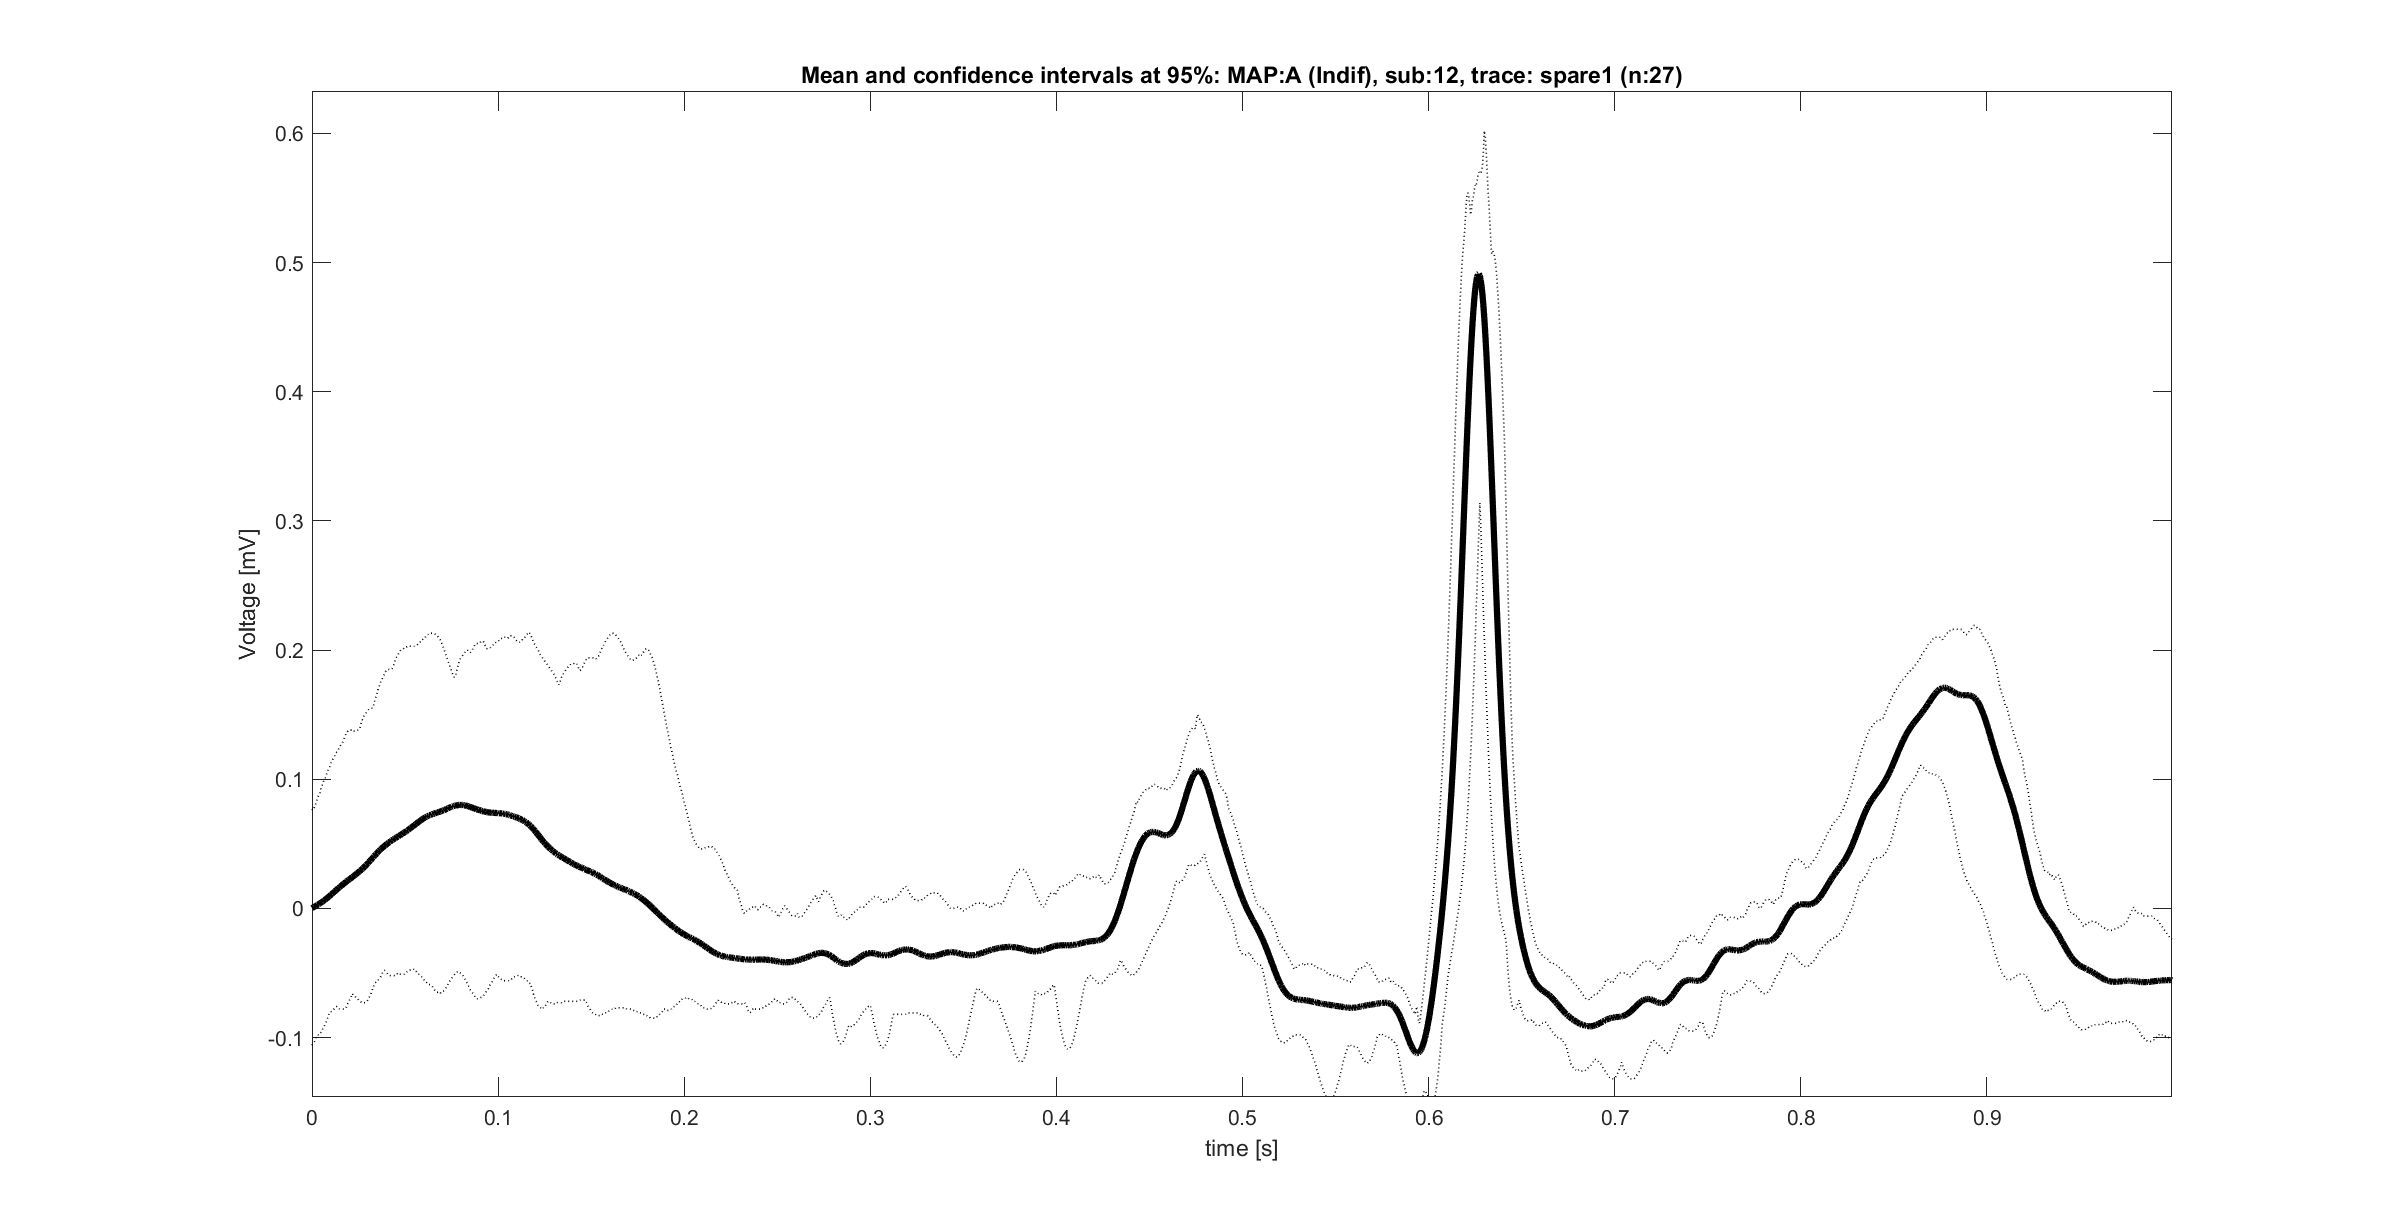 Mean and confidence intervals at 95%: MAP:A (Indif), sub:12, trace: spare1 (n:27)
0.6
0.5
0.4
0.3
0.2
0.1
0
-0.1
Voltage [mV]
0 0.1 0.2 0.3 0.4 0.5 0.6 0.7 0.8 0.9
time [s]